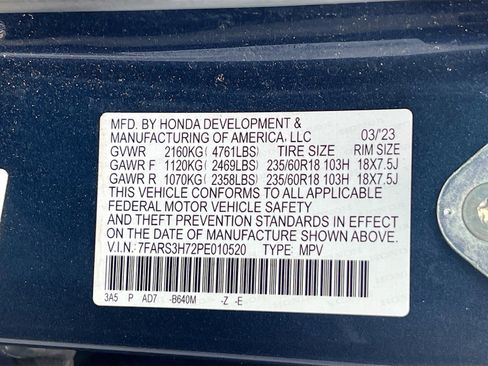 MFD. BY HONDA DEVELOPMENT &
MANUFACTURING OF AMERICA, LLC 03/'23
GVWR 2160KG( 4761LBS) TIRE SIZE RIM SIZE
GAWR F 1120KG( 2469LBS) 235/60R18 103H 18X7.5J
GAWR R 1070KG( 2358LBS) 235/60R18 103H 18X7.5J
THIS VEHICLE CONFORMS TO ALL APPLICABLE
FEDERAL MOTOR VEHICLE SAFETY
AND THEFT PREVENTION STANDARDS IN EFFECT
ON THE DATE OF MANUFACTURE SHOWN ABOVE.
V.I.N.: 7FARS3H72PE010520 TYPE: MPV
3A5 P AD7 -B640M -Z -E